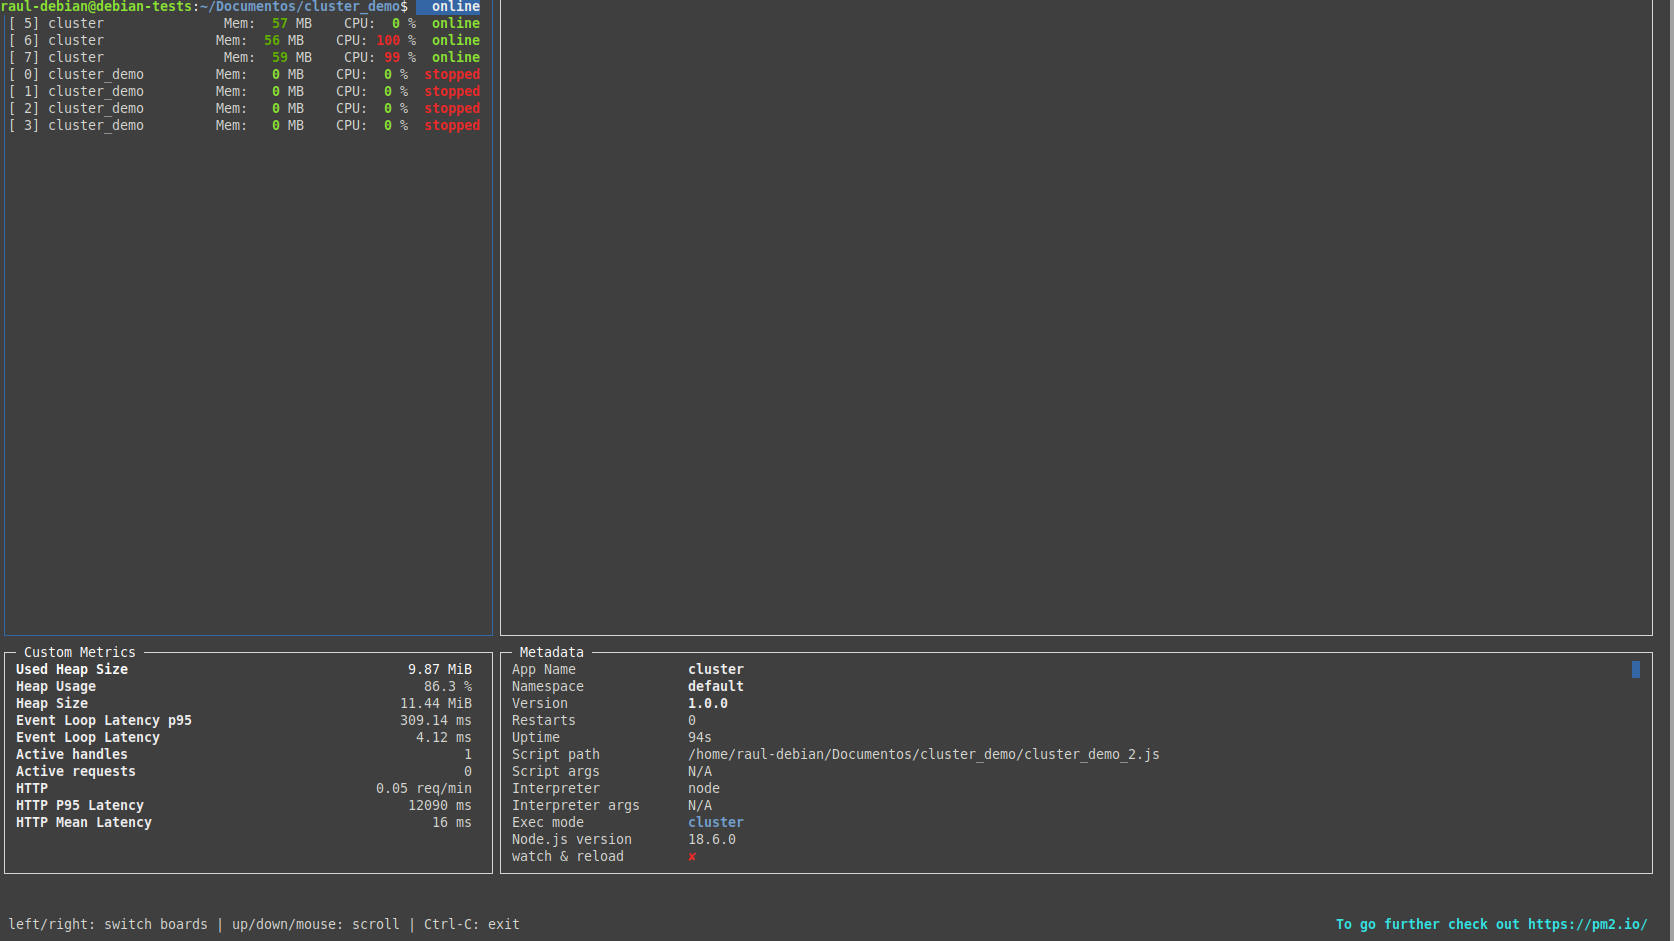 raul-debian@debian-tests:~/Documentos/cluster_demo$ online
[ 5] cluster Mem: 57 MB CPU: 0 % online
[ 6] cluster Mem: 56 MB CPU: 100 % online
[ 7] cluster Mem: 59 MB CPU: 99 % online
[ 0] cluster_demo Mem: 0 MB CPU: 0 % stopped
[ 1] cluster_demo Mem: 0 MB CPU: 0 % stopped
[ 2] cluster_demo Mem: 0 MB CPU: 0 % stopped
[ 3] cluster_demo Mem: 0 MB CPU: 0 % stopped
Custom Metrics
Used Heap Size 9.87 MiB
Heap Usage 86.3 %
Heap Size 11.44 MiB
Event Loop Latency p95 309.14 ms
Event Loop Latency 4.12 ms
Active handles 1
Active requests 0
HTTP 0.05 req/min
HTTP P95 Latency 12090 ms
HTTP Mean Latency 16 ms
Metadata
App Name cluster
Namespace default
Version 1.0.0
Restarts 0
Uptime 94s
Script path /home/raul-debian/Documentos/cluster_demo/cluster_demo_2.js
Script args N/A
Interpreter node
Interpreter args N/A
Exec mode cluster
Node.js version 18.6.0
watch & reload ✘
left/right: switch boards | up/down/mouse: scroll | Ctrl-C: exit
To go further check out https://pm2.io/